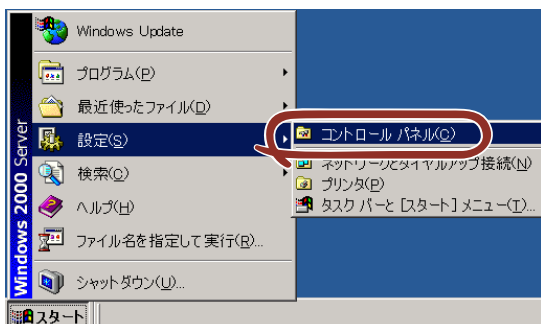 Windows Update
プログラム(P)
最近使ったファイル(D)
設定(S)
検索(C)
ヘルプ(H)
ファイル名を指定して実行(R)...
シャットダウン(U)...
コントロール パネル(C)
ネットワークとダイヤルアップ接続(N)
プリンタ(P)
タスク バーと [スタート] メニュー(T)...
Windows 2000 Server
スタート